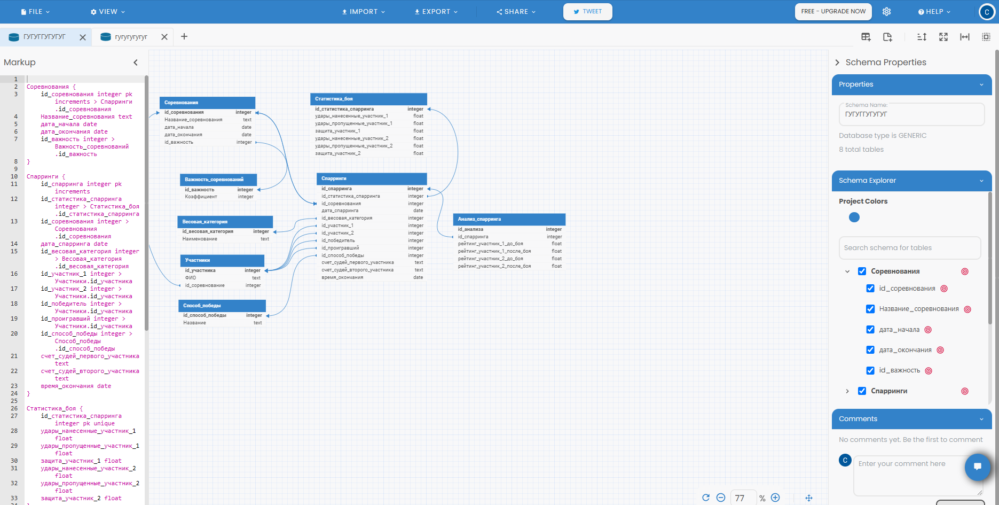 FILE
VIEW
IMPORT
EXPORT
SHARE
TWEET
FREE - UPGRADE NOW
HELP
C
ГУГУГГУГУГУГ
гугугугугуг
Markup
1
2 Соревнования {
3 id_соревнования integer pk
increments > Спарринги
.id_соревнования
4 Название_соревнования text
5 дата_начала date
6 дата_окончания date
7 id_важность integer >
Важность_соревнований
.id_важность
8 }
9
10 Спарринги {
11 id_спарринга integer pk
increments
12 id_статистика_спарринга
integer > Статистика_боя
.id_статистика_спарринга
13 id_соревнования integer >
Соревнования
.id_соревнования
14 дата_спарринга date
15 id_весовая_категория integer
> Весовая_категория
.id_весовая_категория
16 id_участник_1 integer >
Участники.id_участника
17 id_участник_2 integer >
Участники.id_участника
18 id_победитель integer >
Участники.id_участника
19 id_проигравший integer >
Участники.id_участника
20 id_способ_победы integer >
Способ_победы
.id_способ_победы
21 счет_судей_первого_участника
text
22 счет_судей_второго_участника
text
23 время_окончания date
24 }
25
26 Статистика_боя {
27 id_статистика_спарринга
integer pk unique
28 удары_нанесенные_участник_1
float
29 удары_пропущенные_участник_1
float
30 защита_участник_1 float
31 удары_нанесенные_участник_2
float
32 удары_пропущенные_участник_2
float
33 защита_участник_2 float
Соревнования
id_соревнования integer
Название_соревнования text
дата_начала date
дата_окончания date
id_важность integer
Важность_соревнований
id_важность integer
Коэффициент integer
Весовая_категория
id_весовая_категория integer
Наименование text
Участники
id_участника integer
ФИО text
id_соревнование integer
Способ_победы
id_способ_победы integer
Название text
Статистика_боя
id_статистика_спарринга integer
удары_нанесенные_участник_1 float
удары_пропущенные_участник_1 float
защита_участник_1 float
удары_нанесенные_участник_2 float
удары_пропущенные_участник_2 float
защита_участник_2 float
Спарринги
id_спарринга integer
id_статистика_спарринга integer
id_соревнования integer
дата_спарринга date
id_весовая_категория integer
id_участник_1 integer
id_участник_2 integer
id_победитель integer
id_проигравший integer
id_способ_победы integer
счет_судей_первого_участника text
счет_судей_второго_участника text
время_окончания date
Анализ_спарринга
id_анализа integer
id_спарринга integer
рейтинг_участник_1_до_боя float
рейтинг_участник_1_после_боя float
рейтинг_участник_2_до_боя float
рейтинг_участник_2_после_боя float
77 %
Schema Properties
Properties
Schema Name:
ГУГУГГУГУГУГ
Database type is GENERIC
8 total tables
Schema Explorer
Project Colors
Search schema for tables
Соревнования
id_соревнования
Название_соревнования
дата_начала
дата_окончания
id_важность
Спарринги
Comments
No comments yet. Be the first to comment
C
Enter your comment here